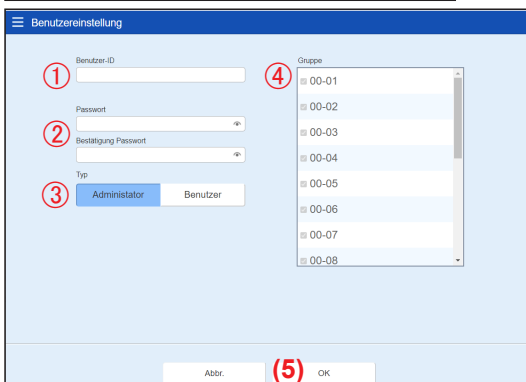 Benutzereinstellung
Benutzer-ID
①
Passwort
②
Bestätigung Passwort
Typ
③
Administator
Benutzer
Gruppe
④
00-01
00-02
00-03
00-04
00-05
00-06
00-07
00-08
Abbr.
(5)
OK